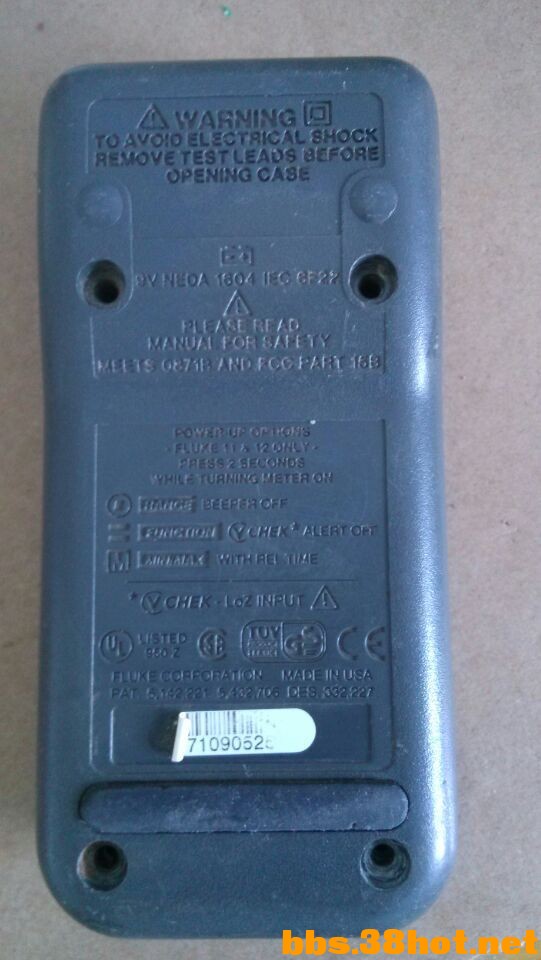 WARNING
TO AVOID ELECTRICAL SHOCK
REMOVE TEST LEADS BEFORE
OPENING CASE
9V NEDA 1604 IEC 6F22
PLEASE READ
MANUAL FOR SAFETY
MEETS 0871B AND FCC PART 15B
POWER-UP OPTIONS
- FLUKE 11 & 12 ONLY -
PRESS 2 SECONDS
WHILE TURNING METER ON
RANGE BEEPER OFF
FUNCTION VCHEK* ALERT OFF
M MIN MAX WITH REL TIME
*VCHEK - LoZ INPUT
UL LISTED 950 Z TUV GS CE
FLUKE CORPORATION MADE IN USA
PAT. 5,142,221 5,432,706 DES. 332,227
7109052
bbs.38hot.net